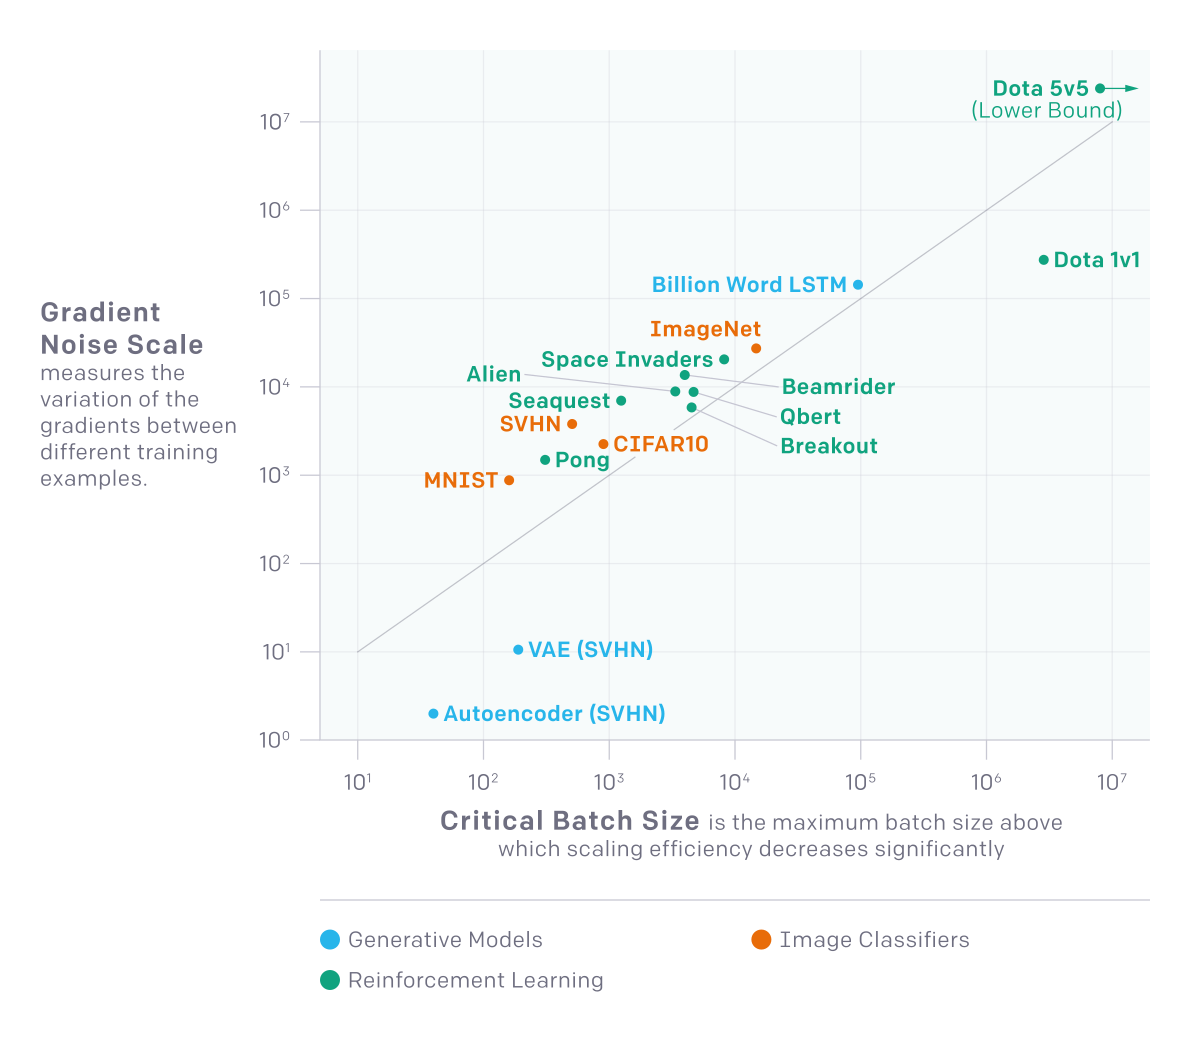 Dota 5v5
(Lower Bound)
10⁷
10⁶
Dota 1v1
Billion Word LSTM
10⁵
Gradient
Noise Scale
measures the
variation of the
gradients between
different training
examples.
ImageNet
Space Invaders
Alien
10⁴
Beamrider
Seaquest
Qbert
SVHN
CIFAR10
Breakout
Pong
10³
MNIST
10²
10¹
VAE (SVHN)
Autoencoder (SVHN)
10⁰
10¹ 10² 10³ 10⁴ 10⁵ 10⁶ 10⁷
Critical Batch Size is the maximum batch size above
which scaling efficiency decreases significantly
Generative Models
Image Classifiers
Reinforcement Learning